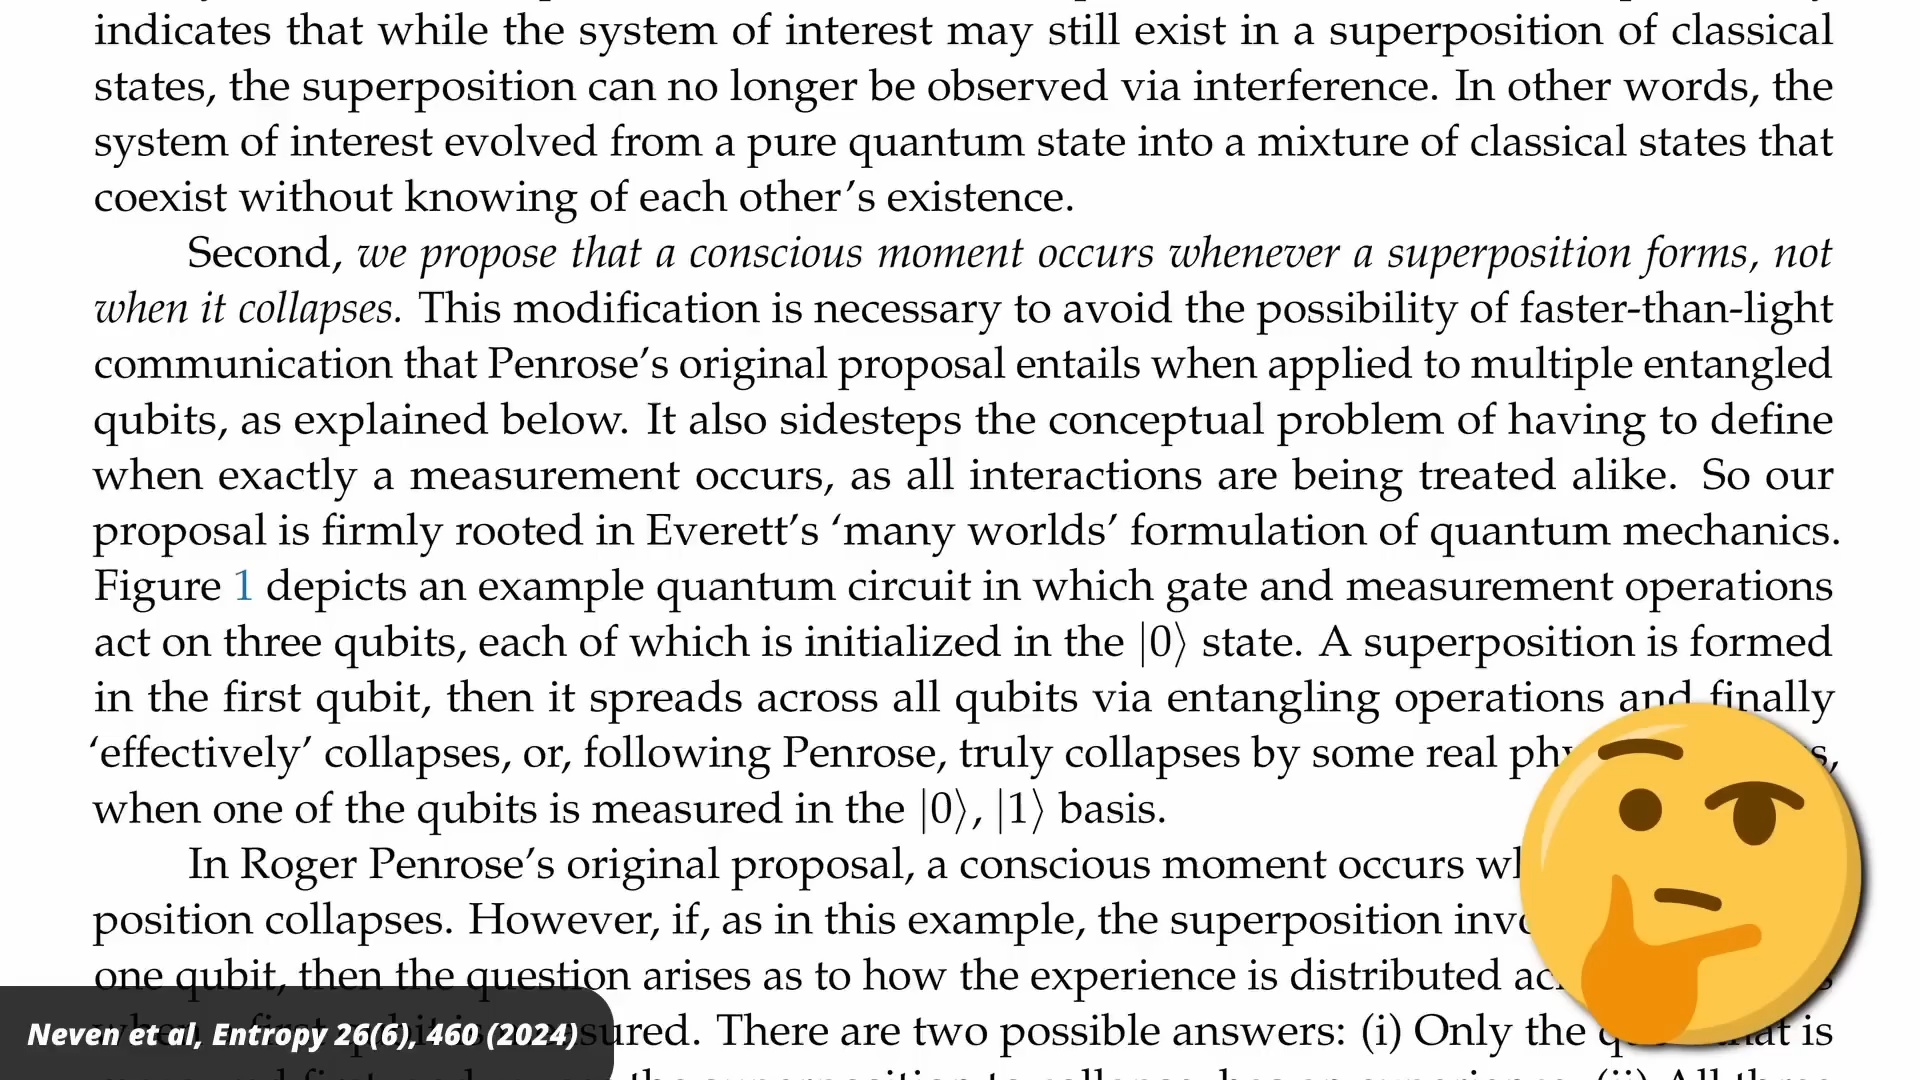 indicates that while the system of interest may still exist in a superposition of classical
states, the superposition can no longer be observed via interference. In other words, the
system of interest evolved from a pure quantum state into a mixture of classical states that
coexist without knowing of each other’s existence.
Second, we propose that a conscious moment occurs whenever a superposition forms, not
when it collapses. This modification is necessary to avoid the possibility of faster-than-light
communication that Penrose’s original proposal entails when applied to multiple entangled
qubits, as explained below. It also sidesteps the conceptual problem of having to define
when exactly a measurement occurs, as all interactions are being treated alike. So our
proposal is firmly rooted in Everett’s ‘many worlds’ formulation of quantum mechanics.
Figure 1 depicts an example quantum circuit in which gate and measurement operations
act on three qubits, each of which is initialized in the |0⟩ state. A superposition is formed
in the first qubit, then it spreads across all qubits via entangling operations and finally
‘effectively’ collapses, or, following Penrose, truly collapses by some real
when one of the qubits is measured in the |0⟩, |1⟩ basis.
In Roger Penrose’s original proposal, a conscious moment occurs
position collapses. However, if, as in this example, the superposition
one qubit, then the question arises as to how the experience is distributed
There are two possible answers: (i) Only the is
Neven et al, Entropy 26(6), 460 (2024)